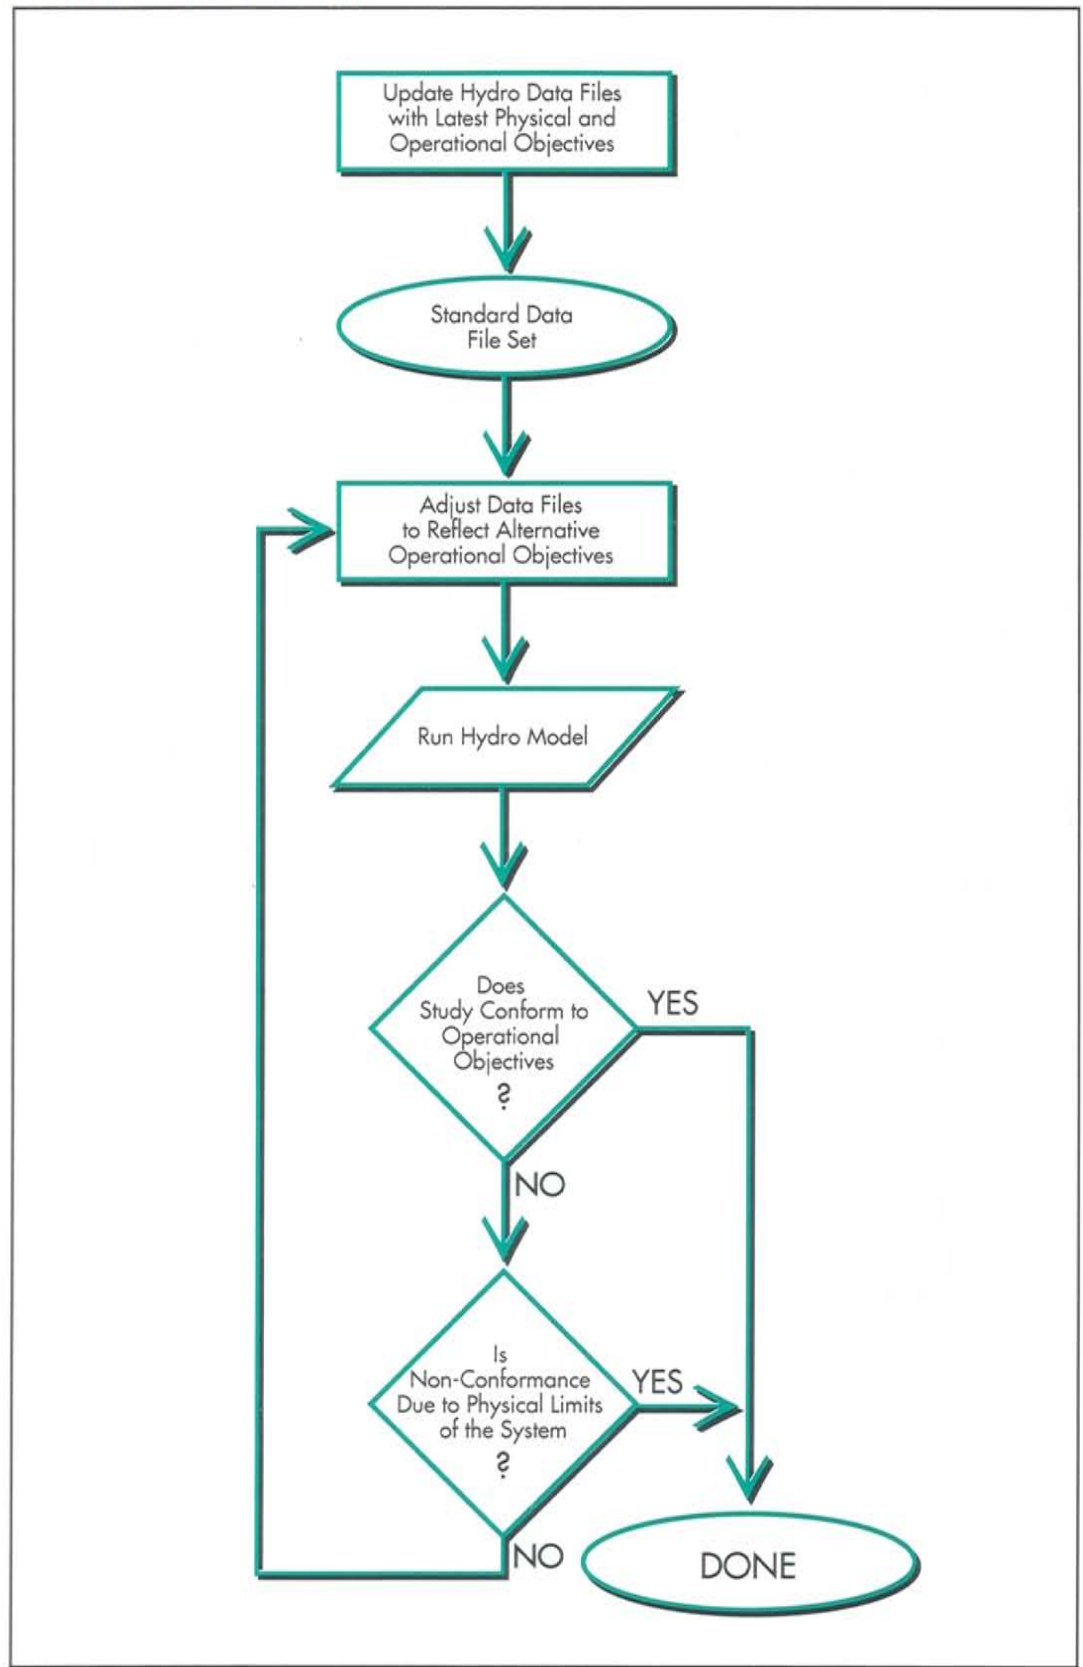 Update Hydro Data Files
with Latest Physical and
Operational Objectives
Standard Data
File Set
Adjust Data Files
to Reflect Alternative
Operational Objectives
Run Hydro Model
Does
Study Conform to
Operational
Objectives
?
YES
NO
Is
Non-Conformance
Due to Physical Limits
of the System
?
YES
NO
DONE